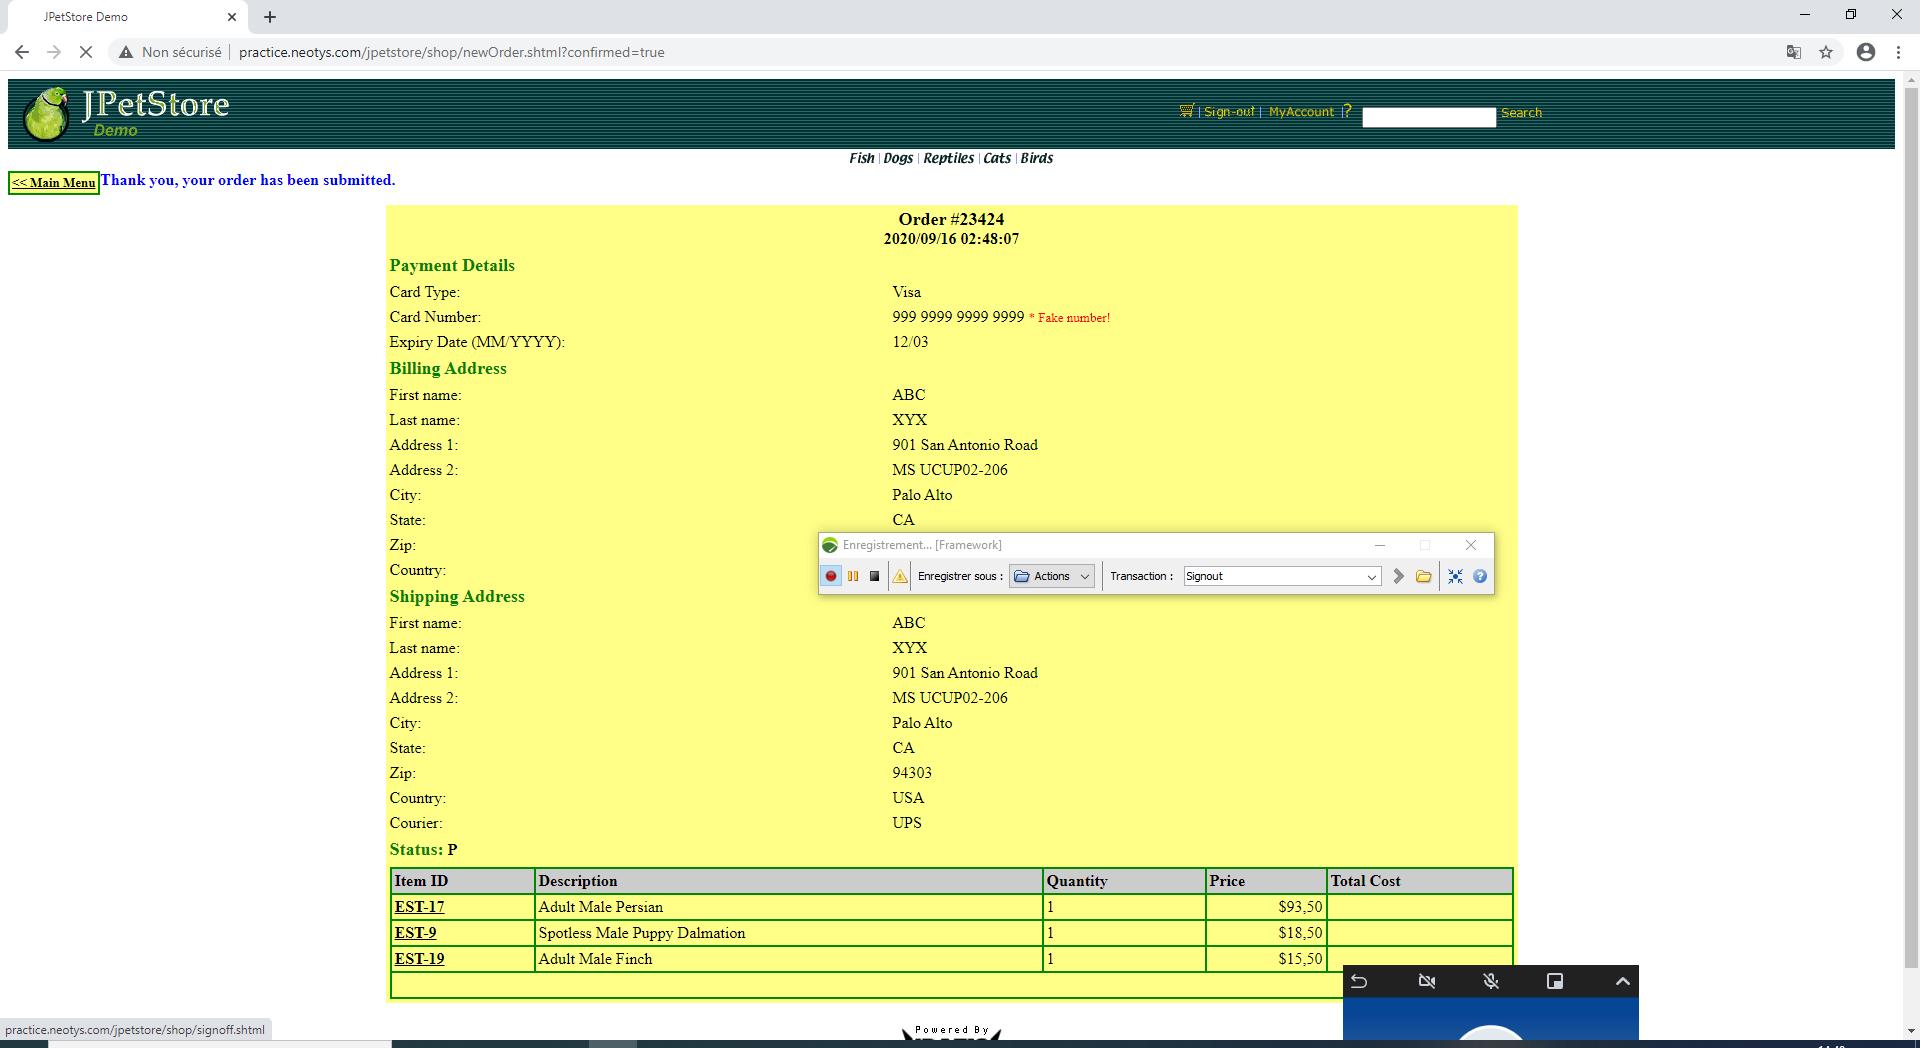 JPetStore Demo
Non sécurisé
practice.neotys.com/jpetstore/shop/newOrder.shtml?confirmed=true
JPetStore
Demo
| Sign-out | MyAccount | ?
Search
Fish | Dogs | Reptiles | Cats | Birds
<< Main Menu
Thank you, your order has been submitted.
Order #23424
2020/09/16 02:48:07
Payment Details
Card Type: Visa
Card Number: 999 9999 9999 9999 * Fake number!
Expiry Date (MM/YYYY): 12/03
Billing Address
First name: ABC
Last name: XYX
Address 1: 901 San Antonio Road
Address 2: MS UCUP02-206
City: Palo Alto
State: CA
Zip:
Country:
Enregistrement... [Framework]
Enregistrer sous : Actions Transaction : Signout
Shipping Address
First name: ABC
Last name: XYX
Address 1: 901 San Antonio Road
Address 2: MS UCUP02-206
City: Palo Alto
State: CA
Zip: 94303
Country: USA
Courier: UPS
Status: P
Item ID Description Quantity Price Total Cost
EST-17 Adult Male Persian 1 $93,50
EST-9 Spotless Male Puppy Dalmation 1 $18,50
EST-19 Adult Male Finch 1 $15,50
practice.neotys.com/jpetstore/shop/signoff.shtml
Powered By